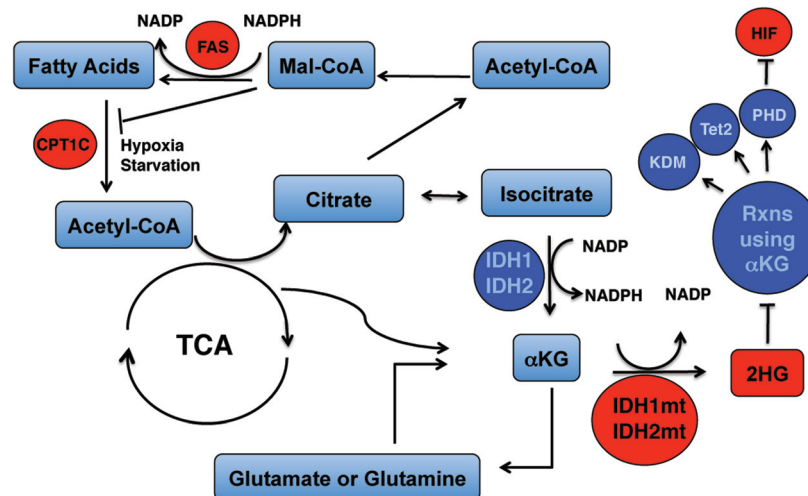 NADP
NADPH
FAS
HIF
Fatty Acids
Mal-CoA
Acetyl-CoA
PHD
Tet2
KDM
CPT1C
Hypoxia
Starvation
Citrate
Isocitrate
Rxns
using
αKG
Acetyl-CoA
IDH1
IDH2
NADP
NADPH
NADP
TCA
αKG
2HG
IDH1mt
IDH2mt
Glutamate or Glutamine